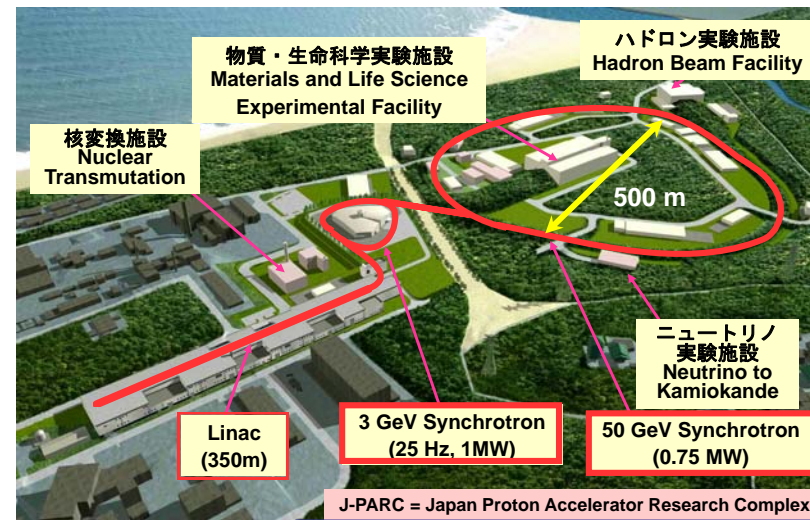 物質・生命科学実験施設
Materials and Life Science
Experimental Facility
ハドロン実験施設
Hadron Beam Facility
核変換施設
Nuclear
Transmutation
500 m
ニュートリノ
実験施設
Neutrino to
Kamiokande
Linac
(350m)
3 GeV Synchrotron
(25 Hz, 1MW)
50 GeV Synchrotron
(0.75 MW)
J-PARC = Japan Proton Accelerator Research Complex